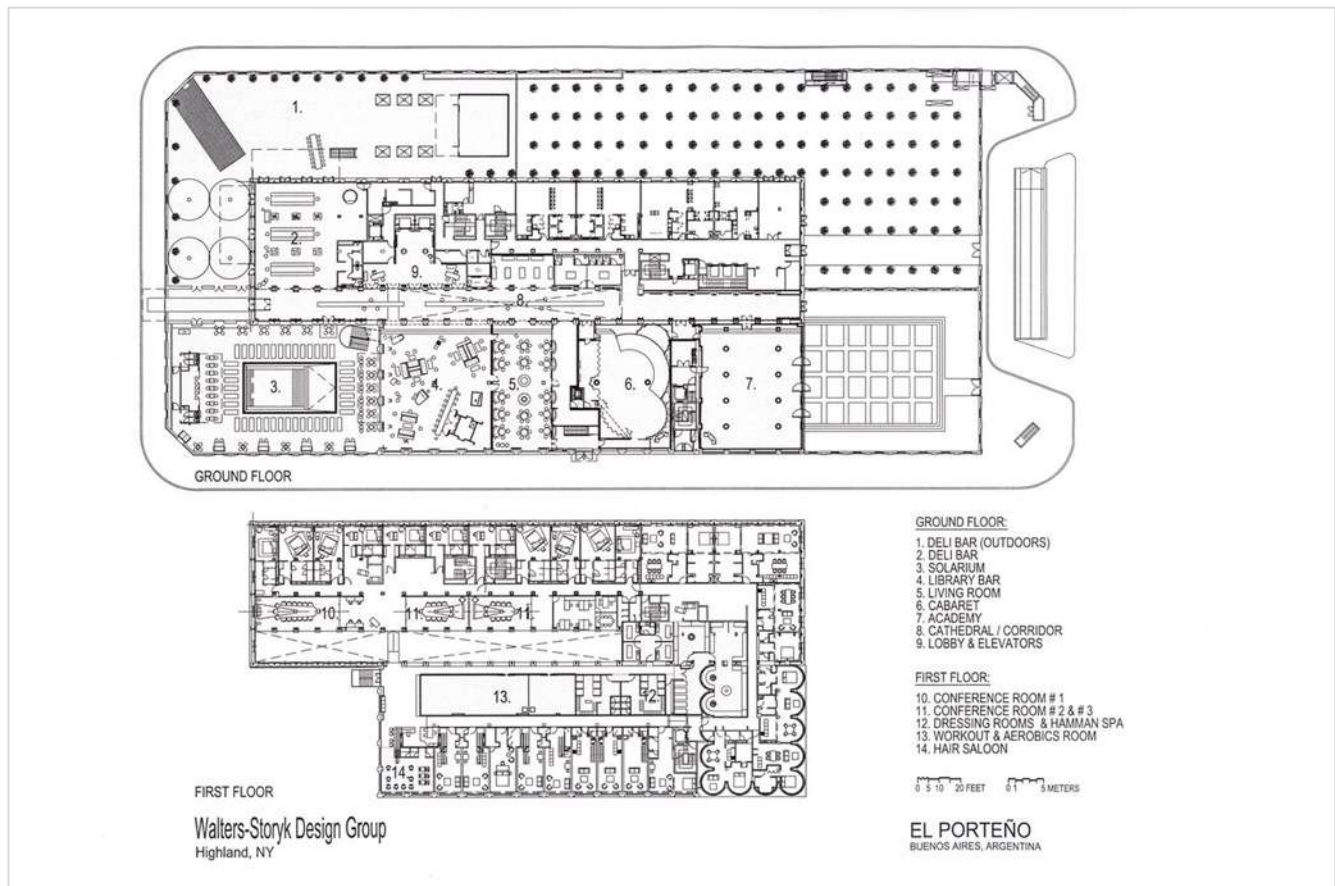 1.
2.
9.
8
3.
4.
5.
6.
7.
GROUND FLOOR
10.
11.
11
13.
12.
14.
FIRST FLOOR
Walters-Storyk Design Group
Highland, NY
GROUND FLOOR:
1. DELI BAR (OUTDOORS)
2. DELI BAR
3. SOLARIUM
4. LIBRARY BAR
5. LIVING ROOM
6. CABARET
7. ACADEMY
8. CATHEDRAL / CORRIDOR
9. LOBBY & ELEVATORS
FIRST FLOOR:
10. CONFERENCE ROOM # 1
11. CONFERENCE ROOM # 2 & # 3
12. DRESSING ROOMS & HAMMAN SPA
13. WORKOUT & AEROBICS ROOM
14. HAIR SALOON
0 5 10 20 FEET 0 1 5 METERS
EL PORTEÑO
BUENOS AIRES, ARGENTINA